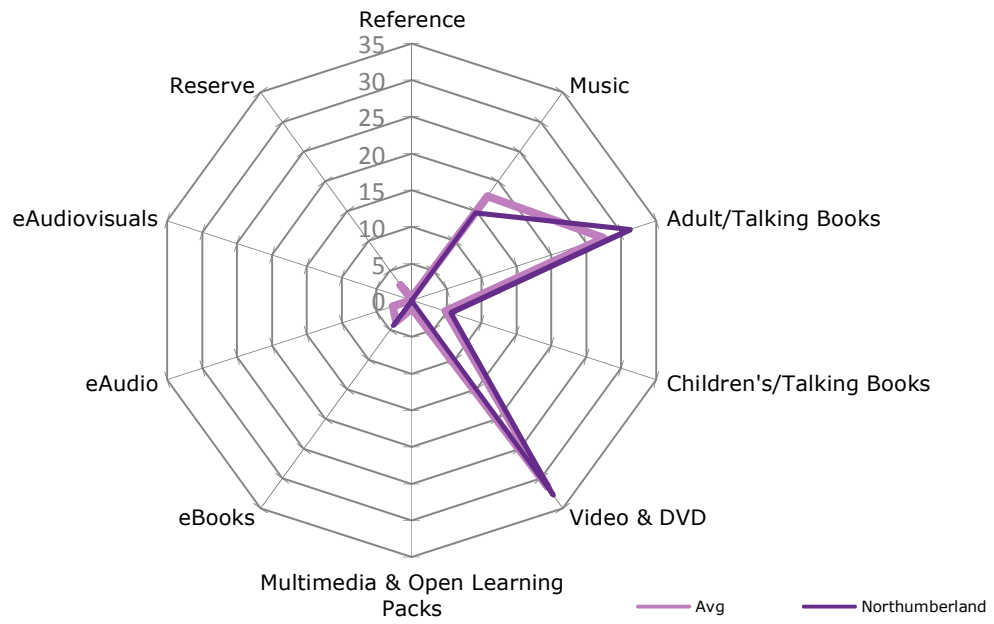 Reference
35
30
25
20
15
10
5
0
Reserve
Music
eAudiovisuals
Adult/Talking Books
eAudio
Children's/Talking Books
eBooks
Video & DVD
Multimedia & Open Learning
Packs
Avg
Northumberland